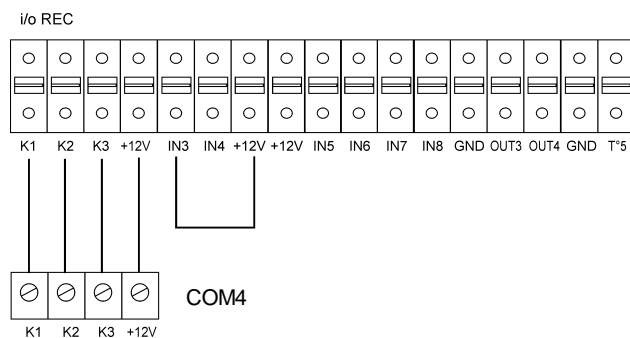 i/o REC
K1 K2 K3 +12V IN3 IN4 +12V +12V IN5 IN6 IN7 IN8 GND OUT3 OUT4 GND T°5
COM4
K1 K2 K3 +12V